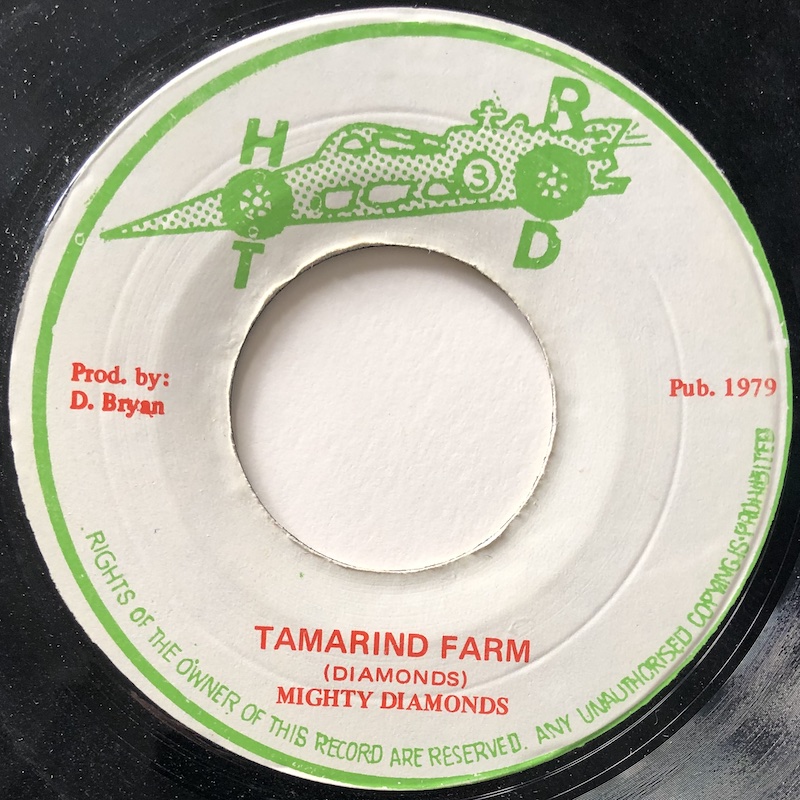 H
T
3
R
D
Prod. by:
D. Bryan
Pub. 1979
TAMARIND FARM
(DIAMONDS)
MIGHTY DIAMONDS
RIGHTS OF THE OWNER OF THIS RECORD ARE RESERVED. ANY UNAUTHORISED COPYING IS PROHIBITED